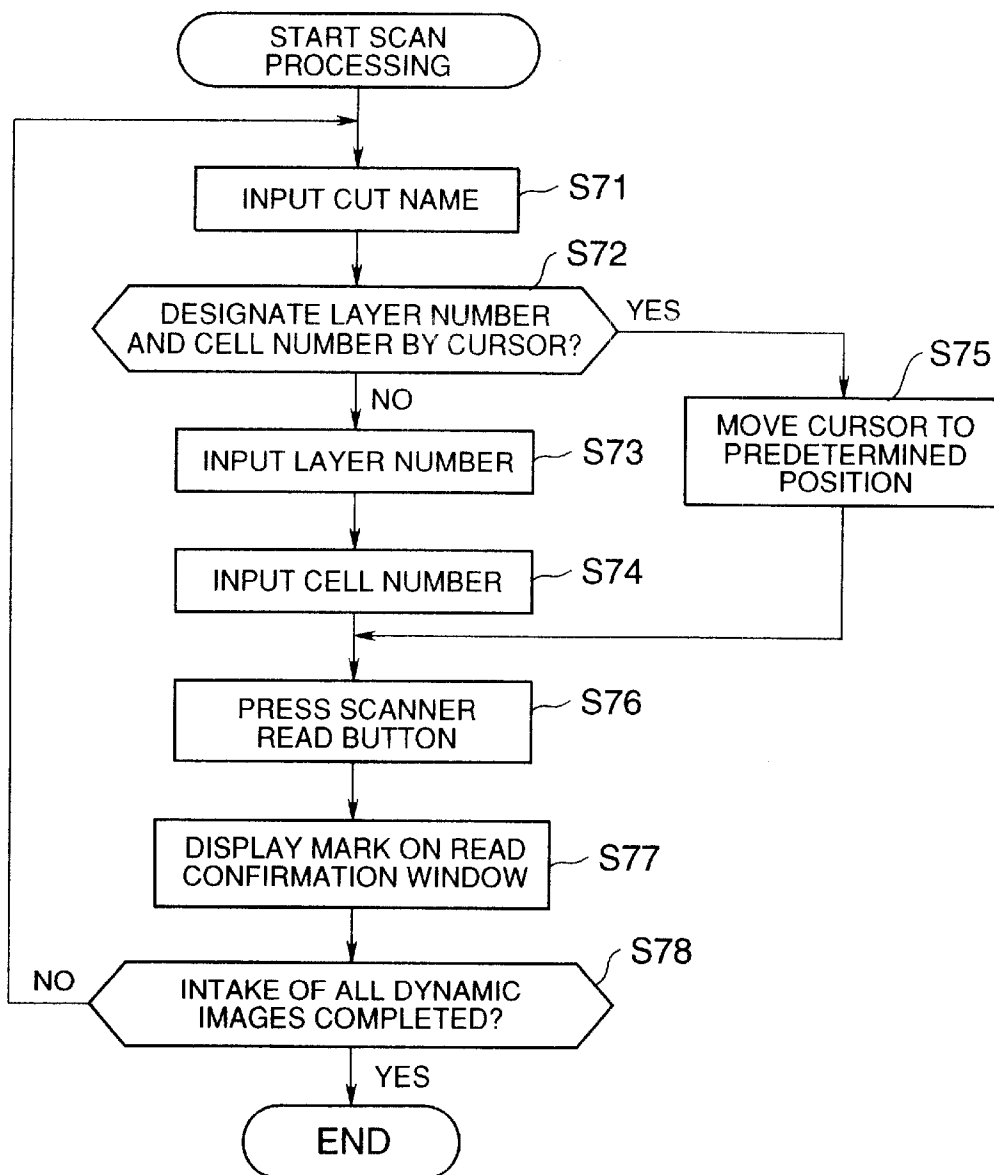 START SCAN
PROCESSING
INPUT CUT NAME
S71
S72
DESIGNATE LAYER NUMBER
AND CELL NUMBER BY CURSOR?
YES
NO
S75
MOVE CURSOR TO
PREDETERMINED
POSITION
INPUT LAYER NUMBER
S73
INPUT CELL NUMBER
S74
PRESS SCANNER
READ BUTTON
S76
DISPLAY MARK ON READ
CONFIRMATION WINDOW
S77
S78
NO
INTAKE OF ALL DYNAMIC
IMAGES COMPLETED?
YES
END